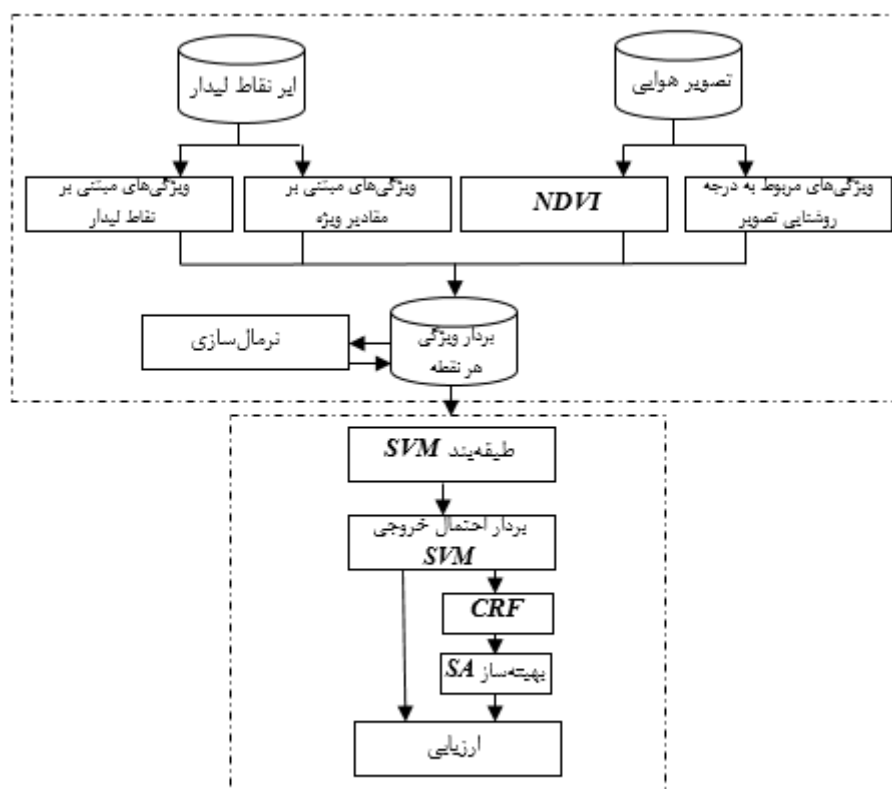 ایر نقاط لیدار
تصویر هوایی
ویژگی‌های مبتنی بر
نقاط لیدار
ویژگی‌های مبتنی بر
مقادیر ویژه
NDVI
ویژگی‌های مربوط به درجه
روشنایی تصویر
بردار ویژگی
هر نقطه
نرمال‌سازی
طبقه‌بند SVM
بردار احتمال خروجی
SVM
CRF
بهینه‌ساز SA
ارزیابی